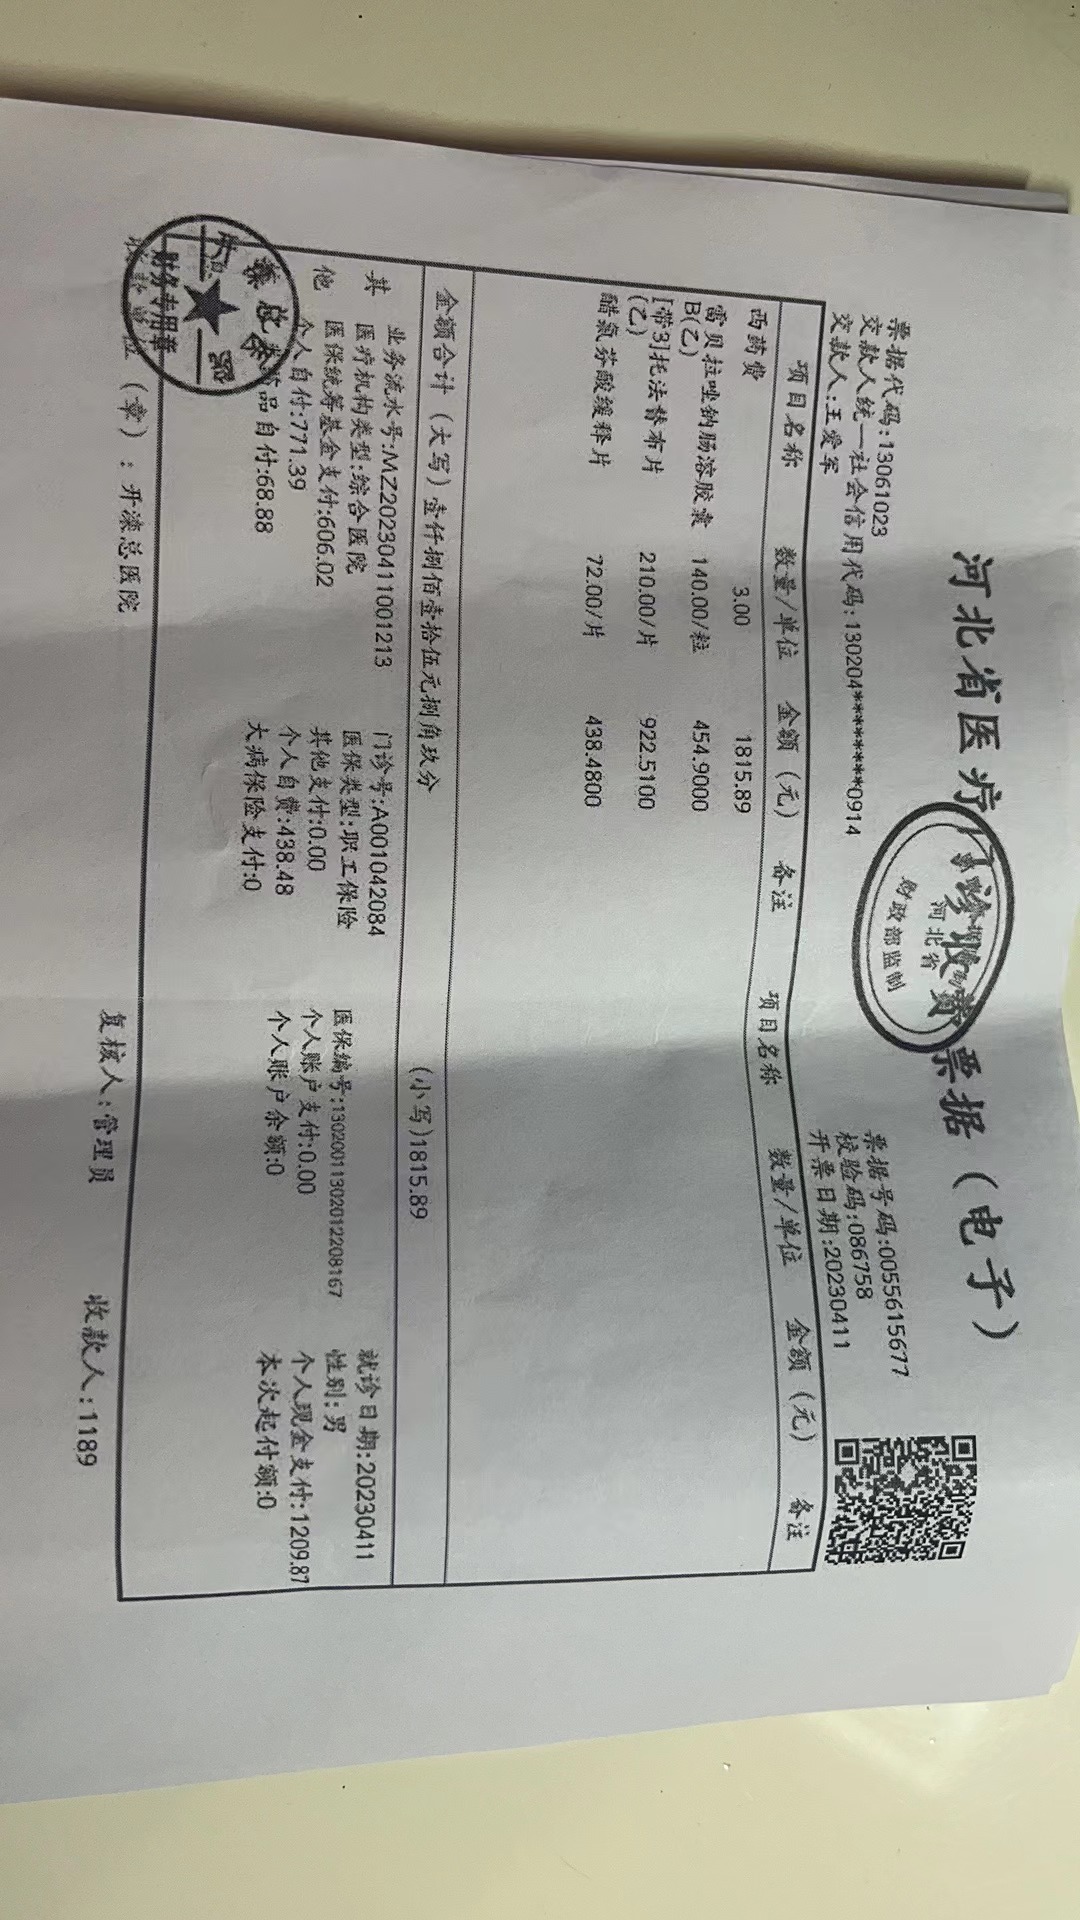 河北省医疗门诊收费票据（电子）
河北省
财政部监制
票据代码:13061023
票据号码:0055615677
交款人统一社会信用代码:130204********0914
校验码:086758
交款人:王爱军
开票日期:20230411
项目名称 数量/单位 金额（元） 备注 项目名称 数量/单位 金额（元） 备注
西药费 3.00 1815.89
雷贝拉唑钠肠溶胶囊 140.00/粒 454.9000
B(乙)
[带3]托法替布片 210.00/片 922.5100
(乙)
醋氯芬酸缓释片 72.00/片 438.4800
金额合计（大写）壹仟捌佰壹拾伍元捌角玖分 (小写)1815.89
其他
业务流水号:MZ20230411001213 门诊号:A001042084 就诊日期:20230411
医疗机构类型:综合医院 医保类型:职工保险 医保编号:13020011302012208167 性别:男
医保统筹基金支付:606.02 其他支付:0.00 个人账户支付:0.00 个人现金支付:1209.87
个人自付:771.39 个人自费:438.48 个人账户余额:0 本次起付额:0
乙类药品自付:68.88 大病保险支付:0
开滦总医院
财务专用章
收款单位（章）:开滦总医院 复核人:管理员 收款人:1189